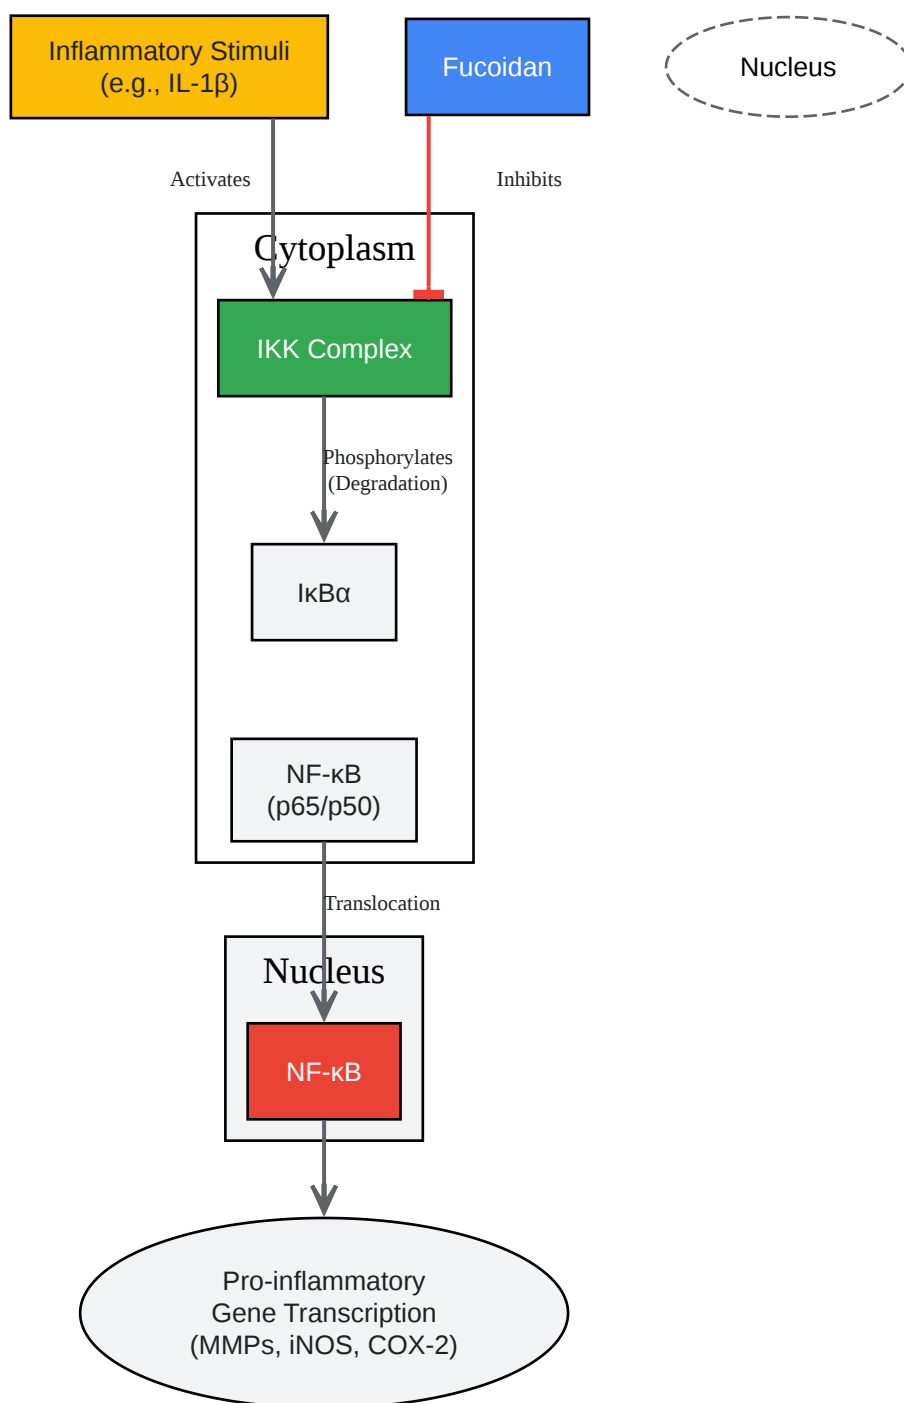 Inflammatory Stimuli
(e.g., IL-1β)
Fucoidan
Nucleus
Activates
Inhibits
Cytoplasm
IKK Complex
Phosphorylates
(Degradation)
IκBα
NF-κB
(p65/p50)
Translocation
Nucleus
NF-κB
Pro-inflammatory
Gene Transcription
(MMPs, iNOS, COX-2)